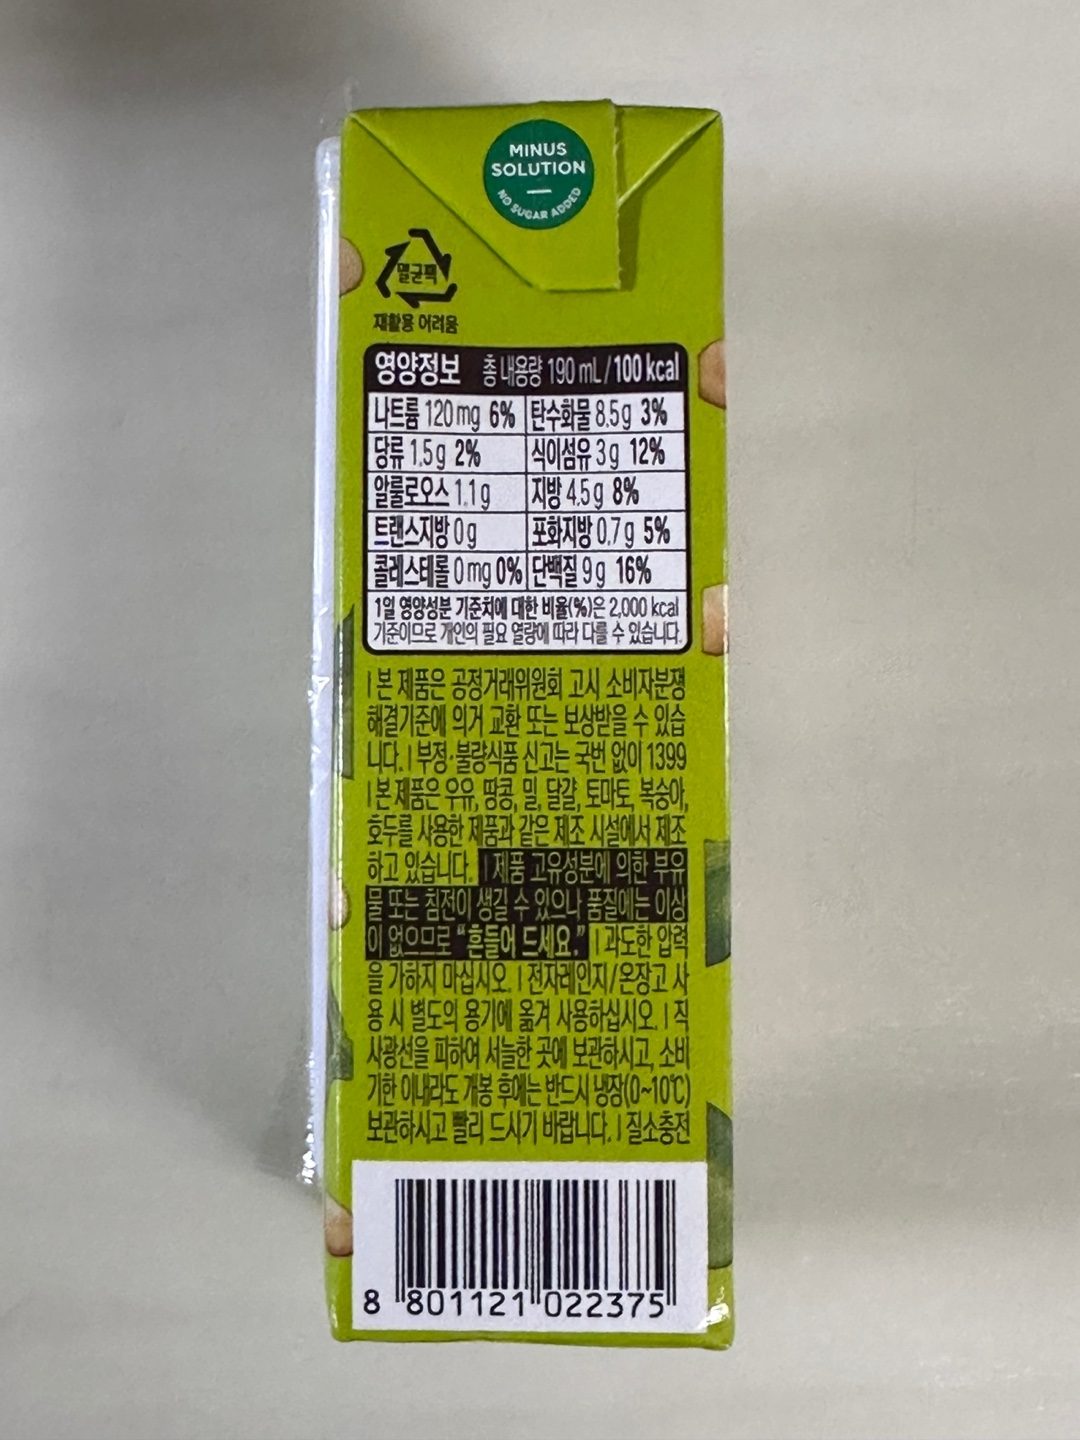 MINUS
SOLUTION
NO SUGAR ADDED
멸균팩
재활용 어려움
영양정보 총 내용량 190 mL/100 kcal
나트륨 120mg 6% 탄수화물 8.5g 3%
당류 1.5g 2% 식이섬유 3g 12%
알룰로오스 1.1g 지방 4.5g 8%
트랜스지방 0g 포화지방 0.7g 5%
콜레스테롤 0mg 0% 단백질 9g 16%
1일 영양성분 기준치에 대한 비율(%)은 2,000 kcal
기준이므로 개인의 필요 열량에 따라 다를 수 있습니다.
| 본 제품은 공정거래위원회 고시 소비자분쟁
해결기준에 의거 교환 또는 보상받을 수 있습
니다. | 부정·불량식품 신고는 국번 없이 1399
| 본 제품은 우유, 땅콩, 밀, 달걀, 토마토, 복숭아,
호두를 사용한 제품과 같은 제조 시설에서 제조
하고 있습니다. | 제품 고유성분에 의한 부유
물 또는 침전이 생길 수 있으나 품질에는 이상
이 없으므로 “흔들어 드세요.” | 과도한 압력
을 가하지 마십시오. | 전자레인지/온장고 사
용 시 별도의 용기에 옮겨 사용하십시오. | 직
사광선을 피하여 서늘한 곳에 보관하시고, 소비
기한 이내라도 개봉 후에는 반드시 냉장(0~10℃)
보관하시고 빨리 드시기 바랍니다. | 질소충전
8 801121 022375